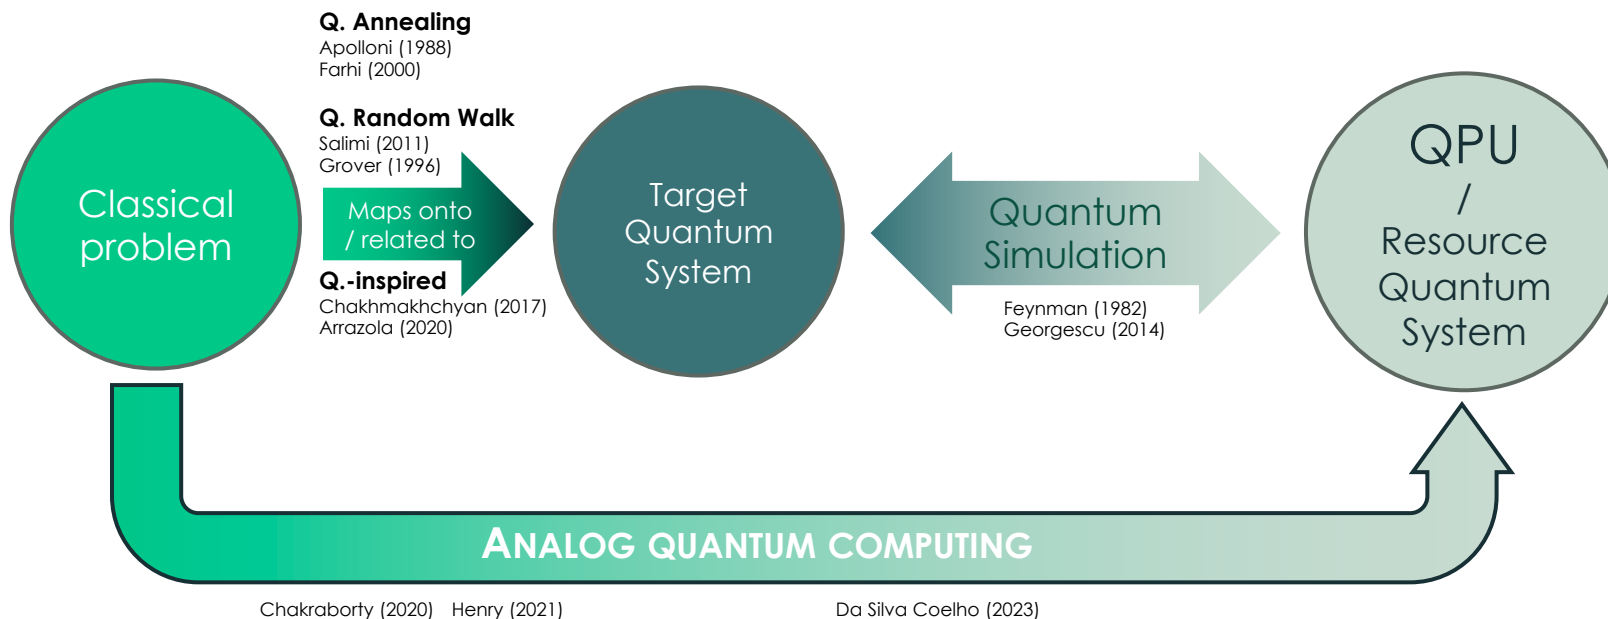 Q. Annealing
Apolloni (1988)
Farhi (2000)
Q. Random Walk
Salimi (2011)
Grover (1996)
Classical
problem
Maps onto
/ related to
Q.-inspired
Chakhmakhchyan (2017)
Arrazola (2020)
Target
Quantum
System
Quantum
Simulation
Feynman (1982)
Georgescu (2014)
QPU
/
Resource
Quantum
System
ANALOG QUANTUM COMPUTING
Chakraborty (2020) Henry (2021) Da Silva Coelho (2023)